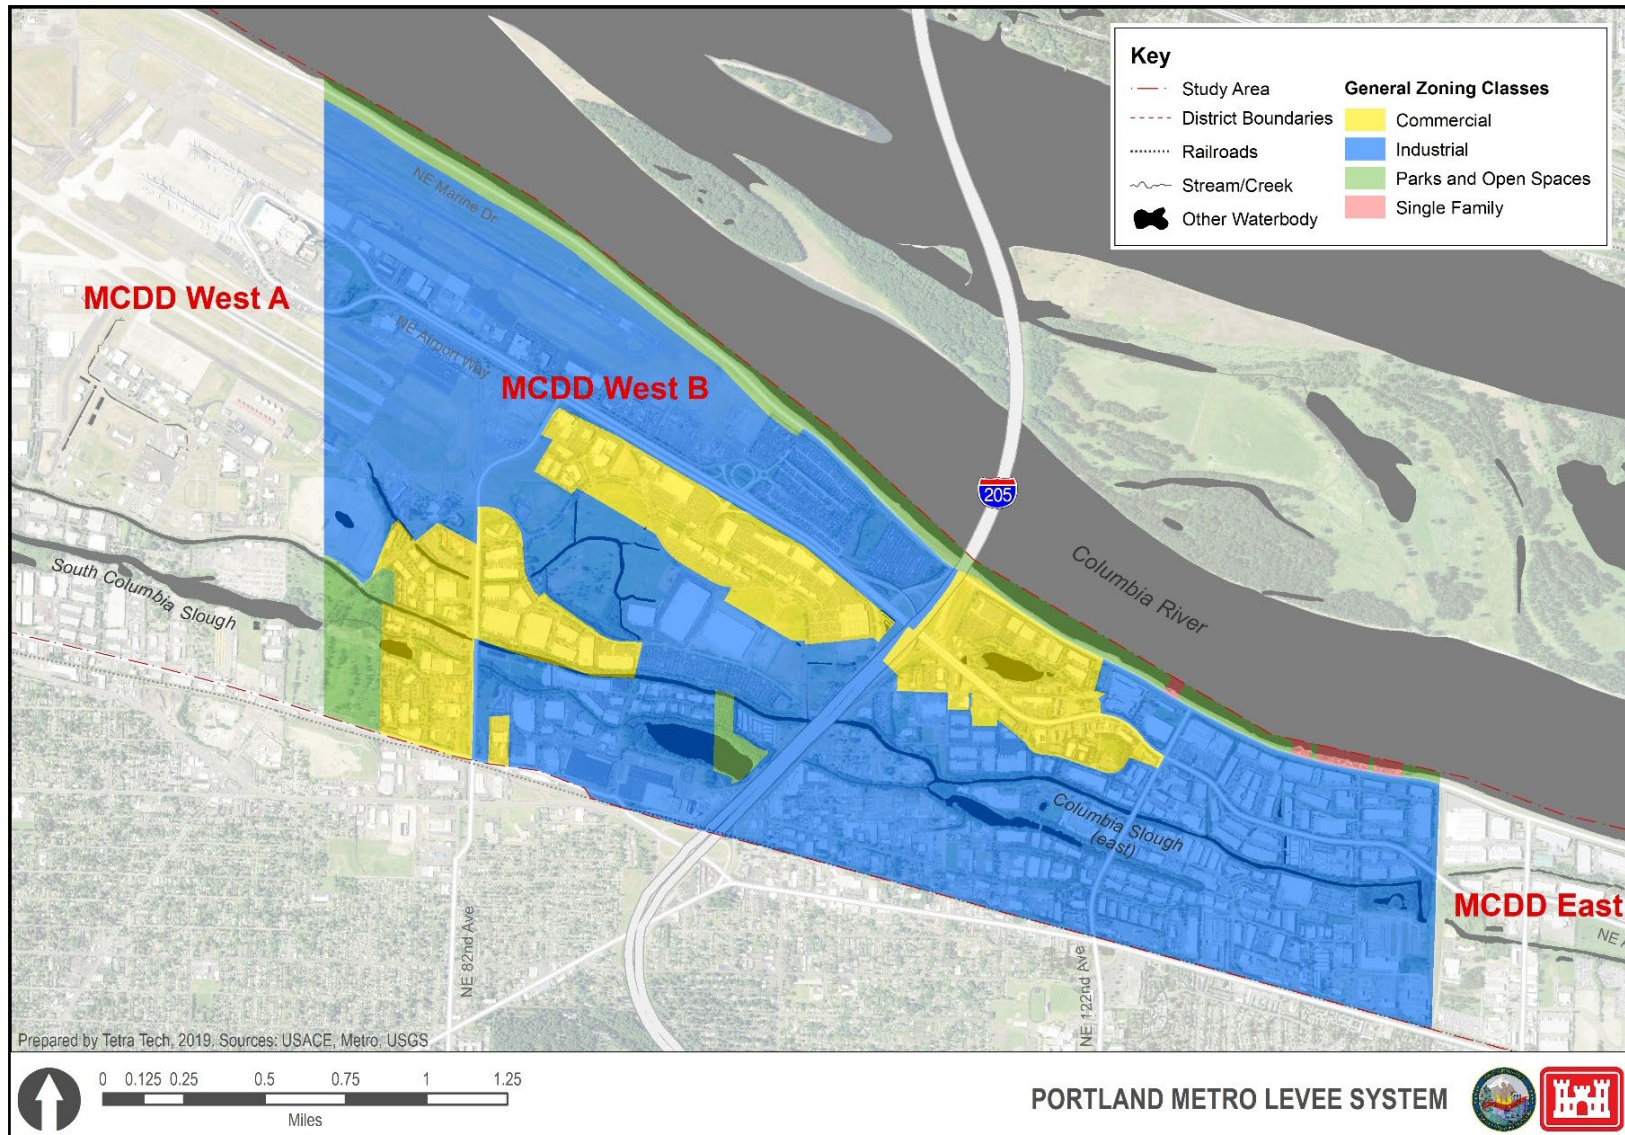 Key
Study Area
District Boundaries
Railroads
Stream/Creek
Other Waterbody
General Zoning Classes
Commercial
Industrial
Parks and Open Spaces
Single Family
NE Marine Dr
MCDD West A
NE Airport Way
MCDD West B
205
Columbia River
South Columbia Slough
Columbia Slough
(east)
MCDD East
NE 82nd Ave
NE 122nd Ave
NE
Prepared by Tetra Tech, 2019. Sources: USACE, Metro, USGS
0 0.125 0.25 0.5 0.75 1 1.25
Miles
PORTLAND METRO LEVEE SYSTEM